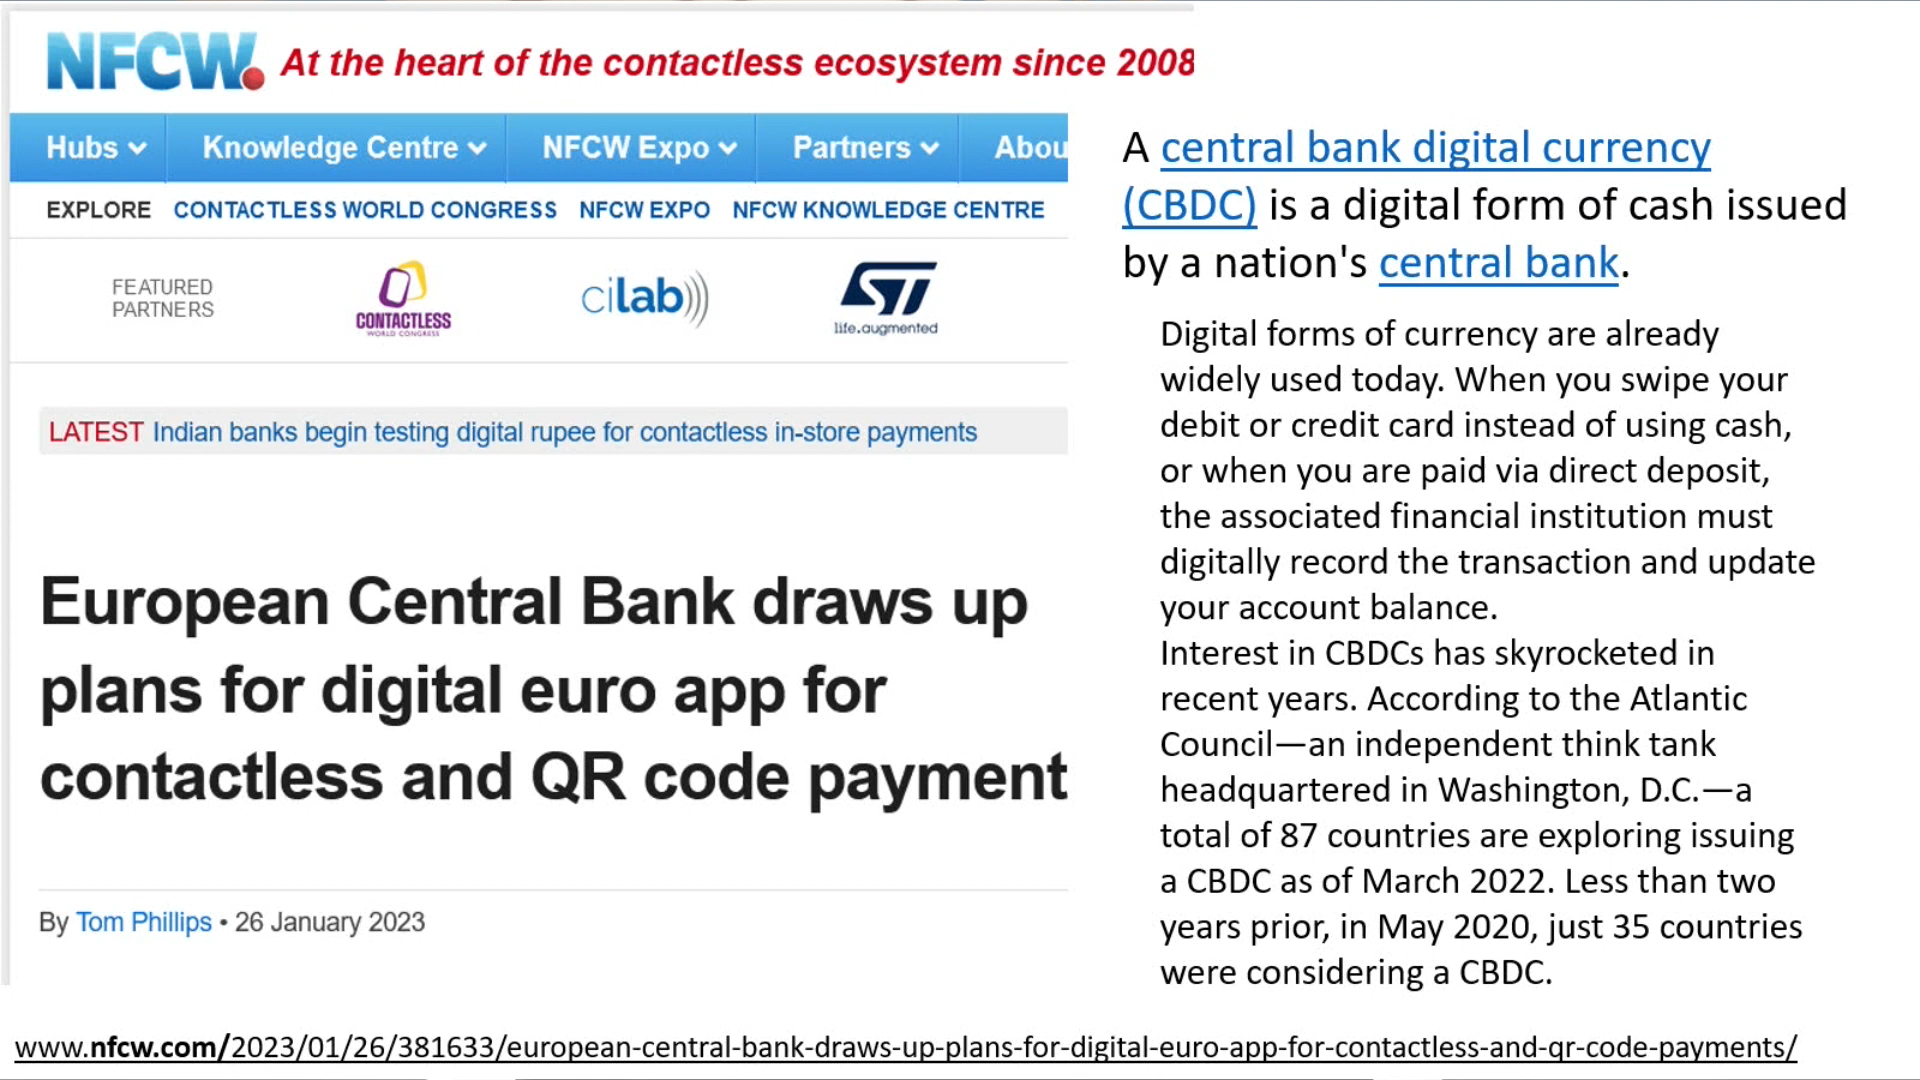 NFCW. At the heart of the contactless ecosystem since 2008
Hubs Knowledge Centre NFCW Expo Partners Abou
EXPLORE CONTACTLESS WORLD CONGRESS NFCW EXPO NFCW KNOWLEDGE CENTRE
FEATURED
PARTNERS
CONTACTLESS
WORLD CONGRESS
cilab
ST
life.augmented
LATEST Indian banks begin testing digital rupee for contactless in-store payments
European Central Bank draws up
plans for digital euro app for
contactless and QR code payment
By Tom Phillips • 26 January 2023
A central bank digital currency
(CBDC) is a digital form of cash issued
by a nation's central bank.
Digital forms of currency are already
widely used today. When you swipe your
debit or credit card instead of using cash,
or when you are paid via direct deposit,
the associated financial institution must
digitally record the transaction and update
your account balance.
Interest in CBDCs has skyrocketed in
recent years. According to the Atlantic
Council—an independent think tank
headquartered in Washington, D.C.—a
total of 87 countries are exploring issuing
a CBDC as of March 2022. Less than two
years prior, in May 2020, just 35 countries
were considering a CBDC.
www.nfcw.com/2023/01/26/381633/european-central-bank-draws-up-plans-for-digital-euro-app-for-contactless-and-qr-code-payments/